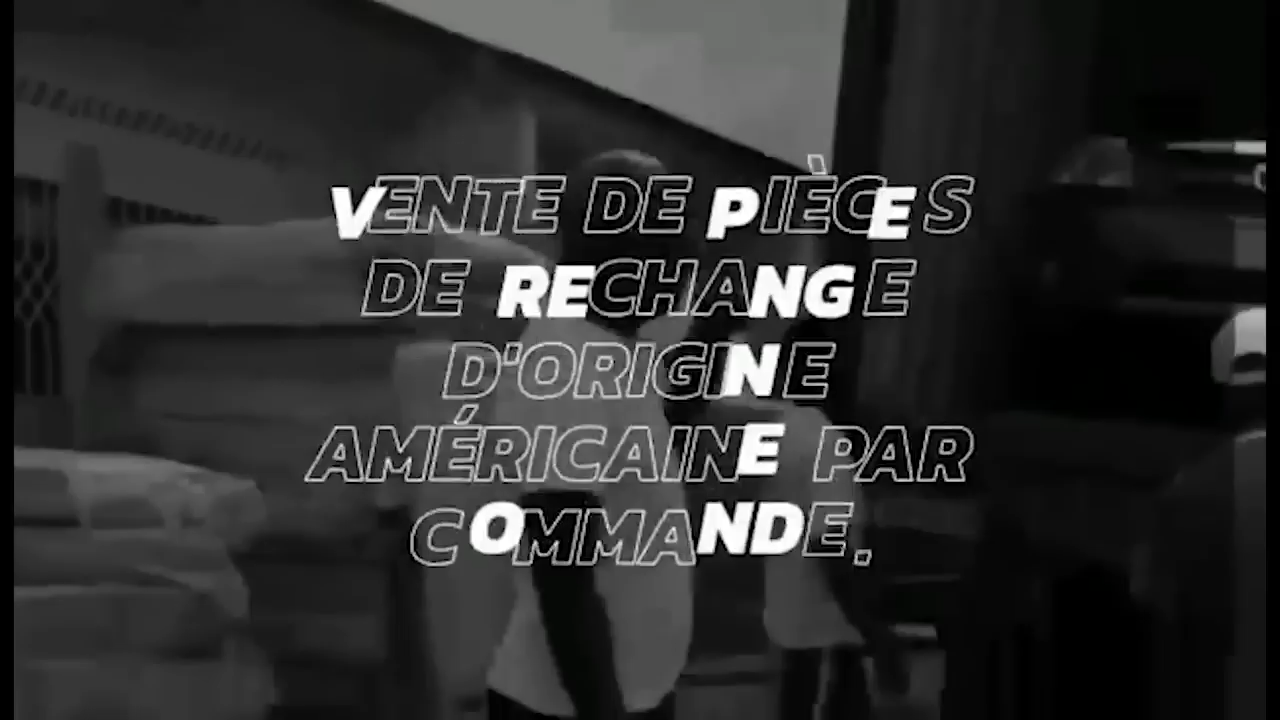 VENTE DE PIÈCES
DE RECHANGE
D'ORIGINE
AMÉRICAINE PAR
COMMANDE.